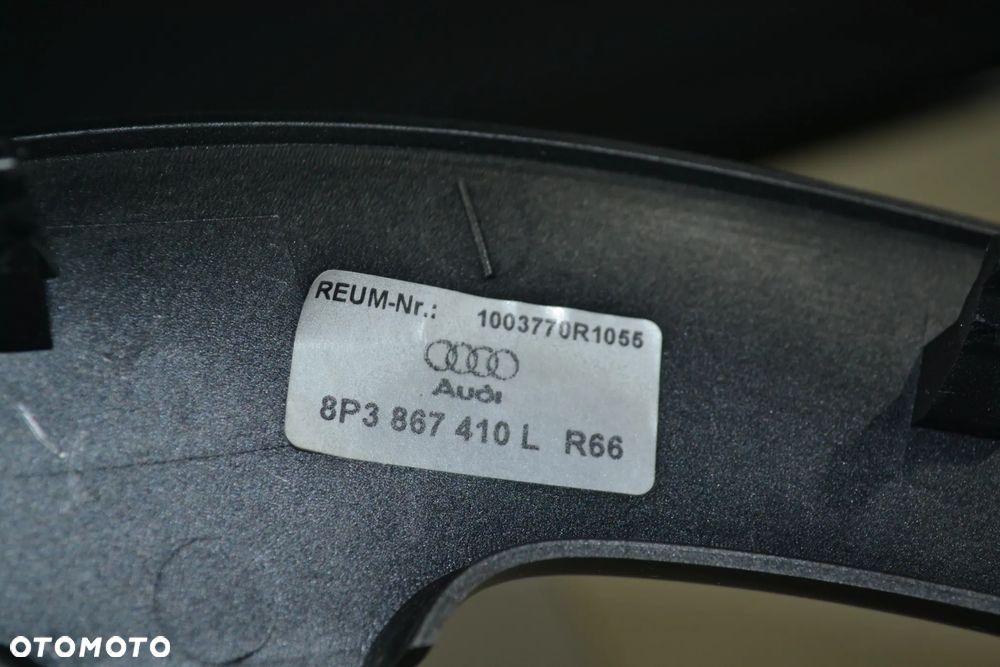 REUM-Nr.: 1003770R1055
Audi
8P3 867 410 L R66
OTOMOTO